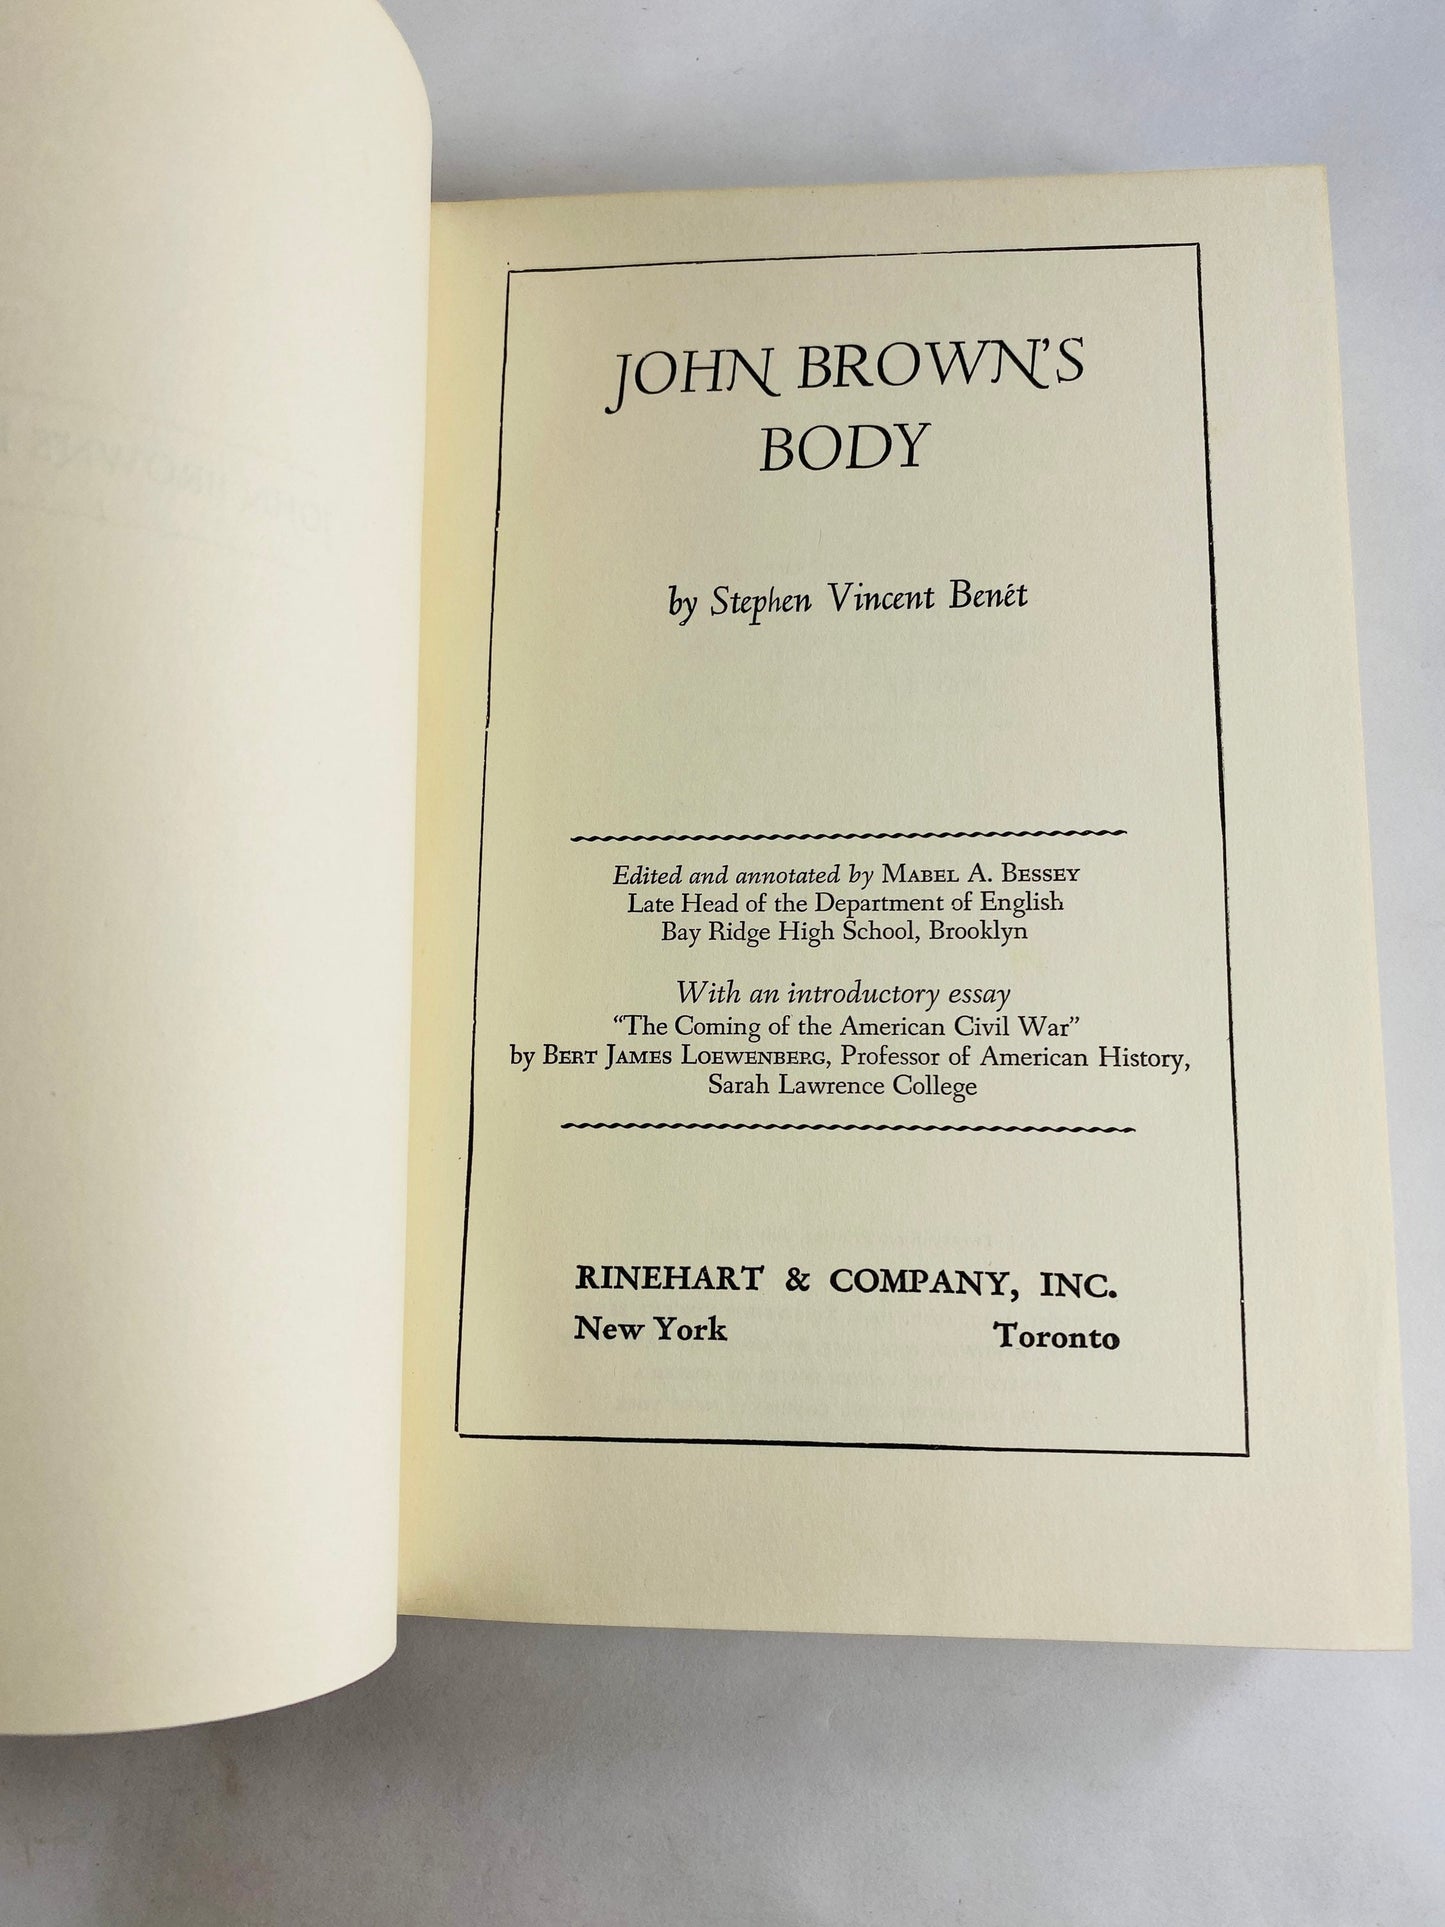 JOHN BROWN'S
BODY
by Stephen Vincent Benét
Edited and annotated by MABEL A. BESSEY
Late Head of the Department of English
Bay Ridge High School, Brooklyn
With an introductory essay
“The Coming of the American Civil War”
by BERT JAMES LOEWENBERG, Professor of American History,
Sarah Lawrence College
RINEHART & COMPANY, INC.
New York Toronto